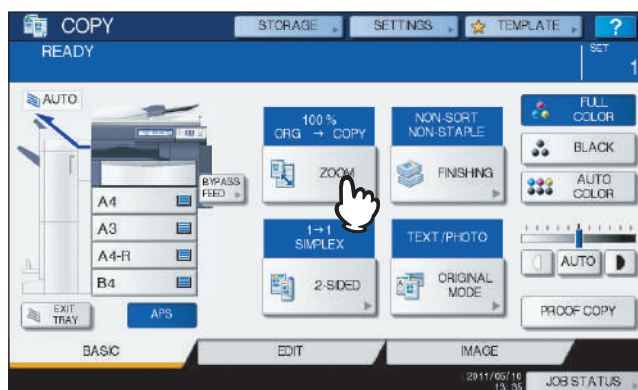 COPY
STORAGE
SETTINGS
TEMPLATE
?
READY
SET
1
AUTO
100 %
ORG → COPY
ZOOM
NON-SORT
NON-STAPLE
FINISHING
FULL
COLOR
BLACK
AUTO
COLOR
BYPASS
FEED
A4
A3
A4-R
B4
1→1
SIMPLEX
2-SIDED
TEXT/PHOTO
ORIGINAL
MODE
AUTO
EXIT
TRAY
APS
PROOF COPY
BASIC
EDIT
IMAGE
2011/05/10
13:35
JOB STATUS